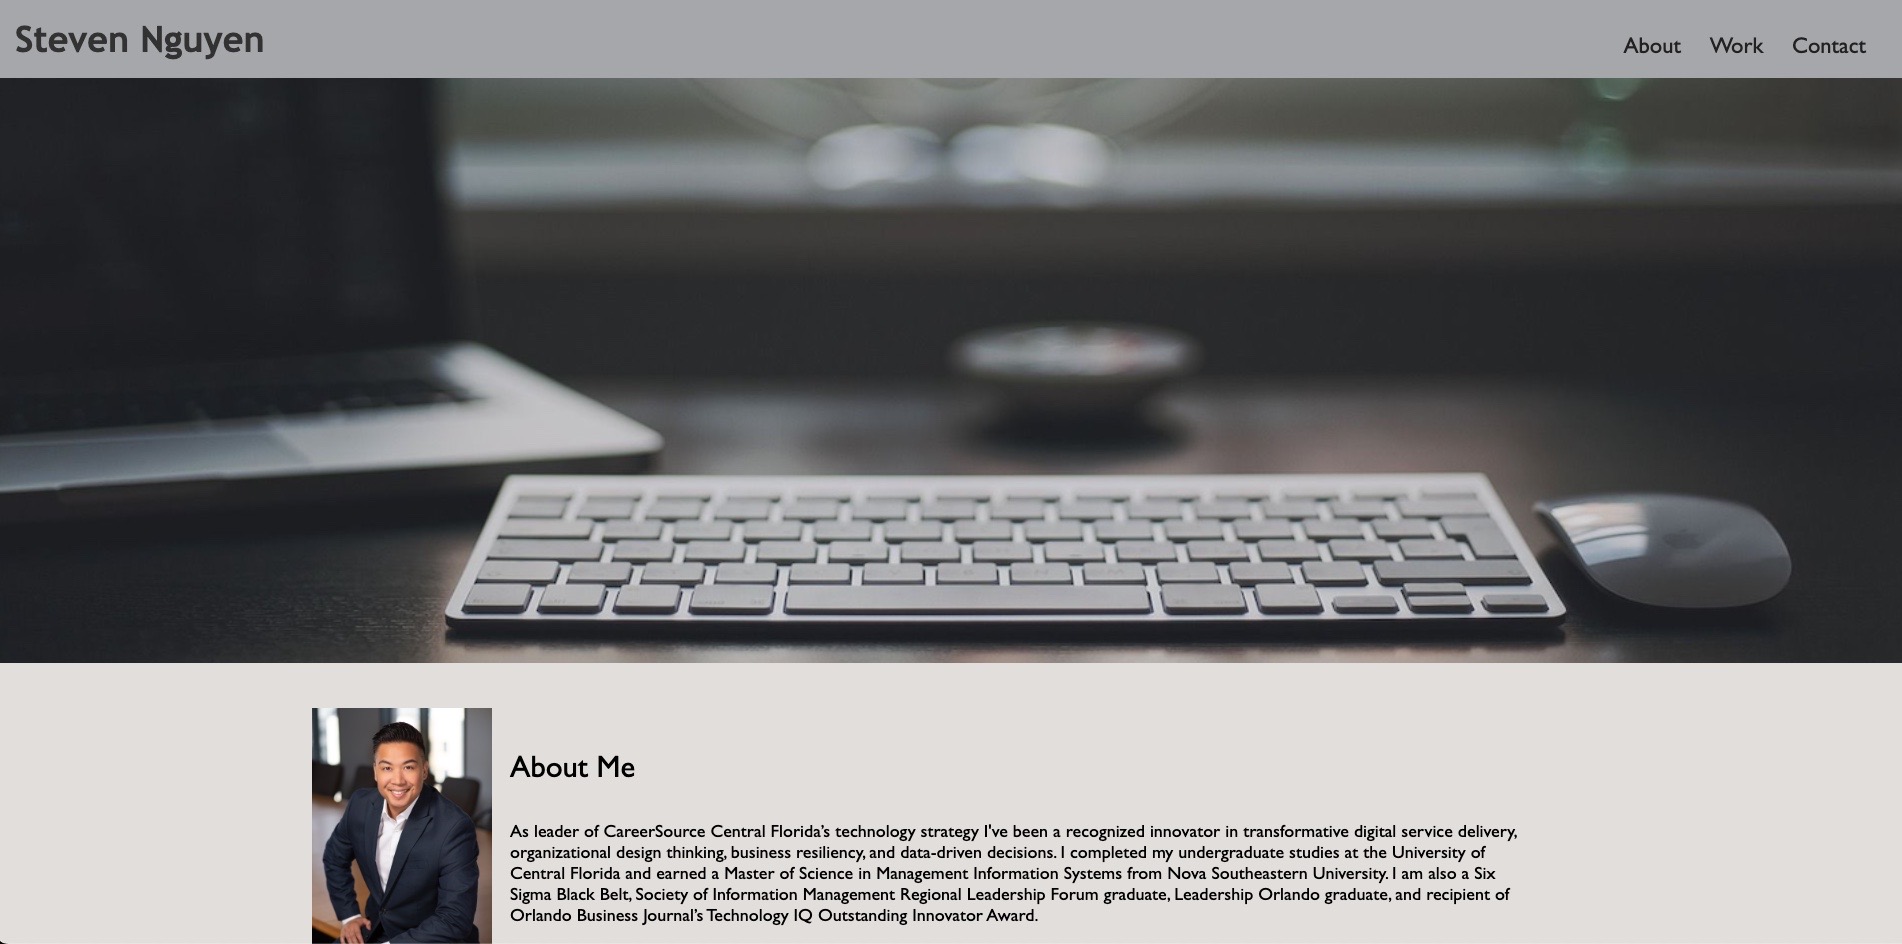 Steven Nguyen
About Work Contact
About Me
As leader of CareerSource Central Florida’s technology strategy I've been a recognized innovator in transformative digital service delivery,
organizational design thinking, business resiliency, and data-driven decisions. I completed my undergraduate studies at the University of
Central Florida and earned a Master of Science in Management Information Systems from Nova Southeastern University. I am also a Six
Sigma Black Belt, Society of Information Management Regional Leadership Forum graduate, Leadership Orlando graduate, and recipient of
Orlando Business Journal’s Technology IQ Outstanding Innovator Award.